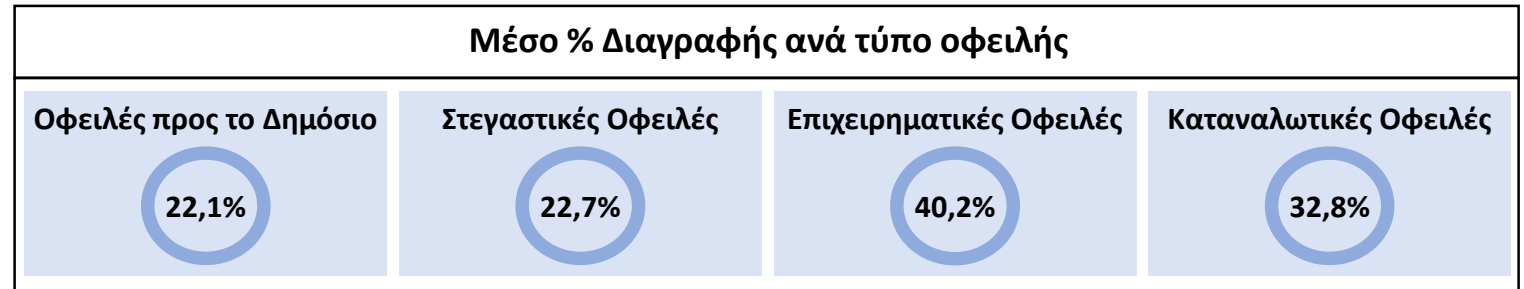 Μέσο % Διαγραφής ανά τύπο οφειλής
Οφειλές προς το Δημόσιο
Στεγαστικές Οφειλές
Επιχειρηματικές Οφειλές
Καταναλωτικές Οφειλές
22,1%
22,7%
40,2%
32,8%